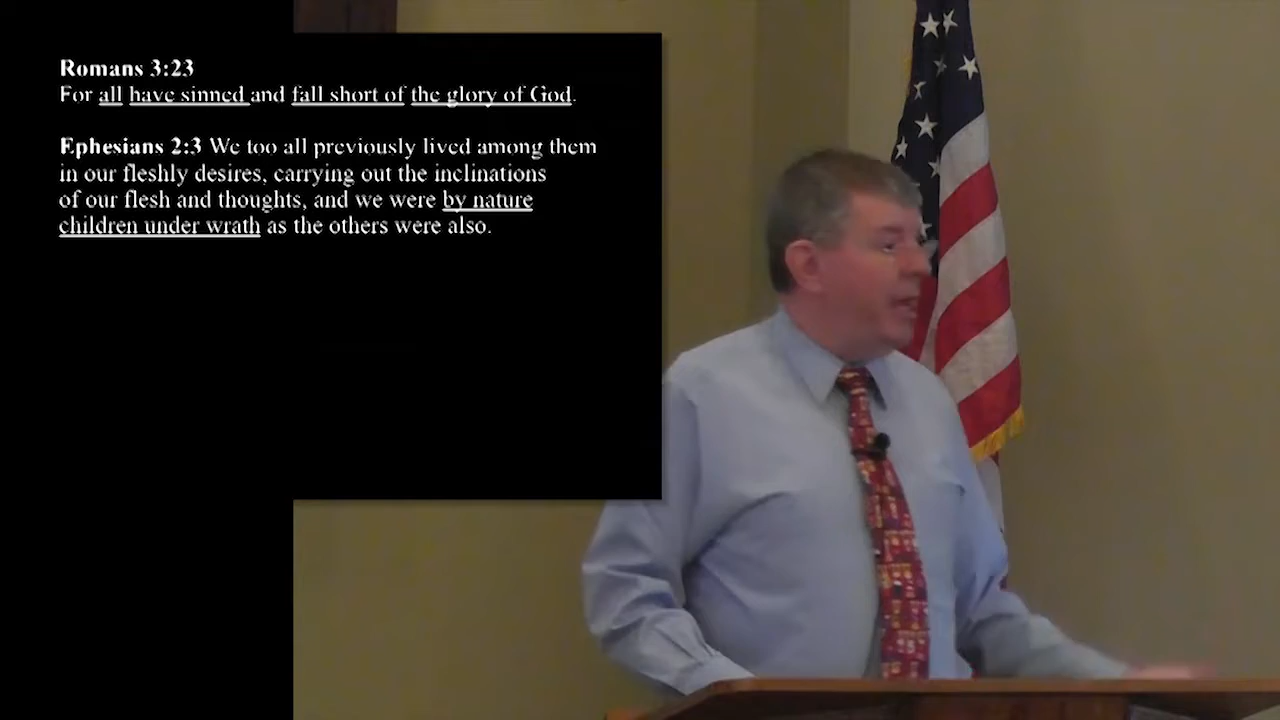 Romans 3:23
For all have sinned and fall short of the glory of God.
Ephesians 2:3 We too all previously lived among them
in our fleshly desires, carrying out the inclinations
of our flesh and thoughts, and we were by nature
children under wrath as the others were also.